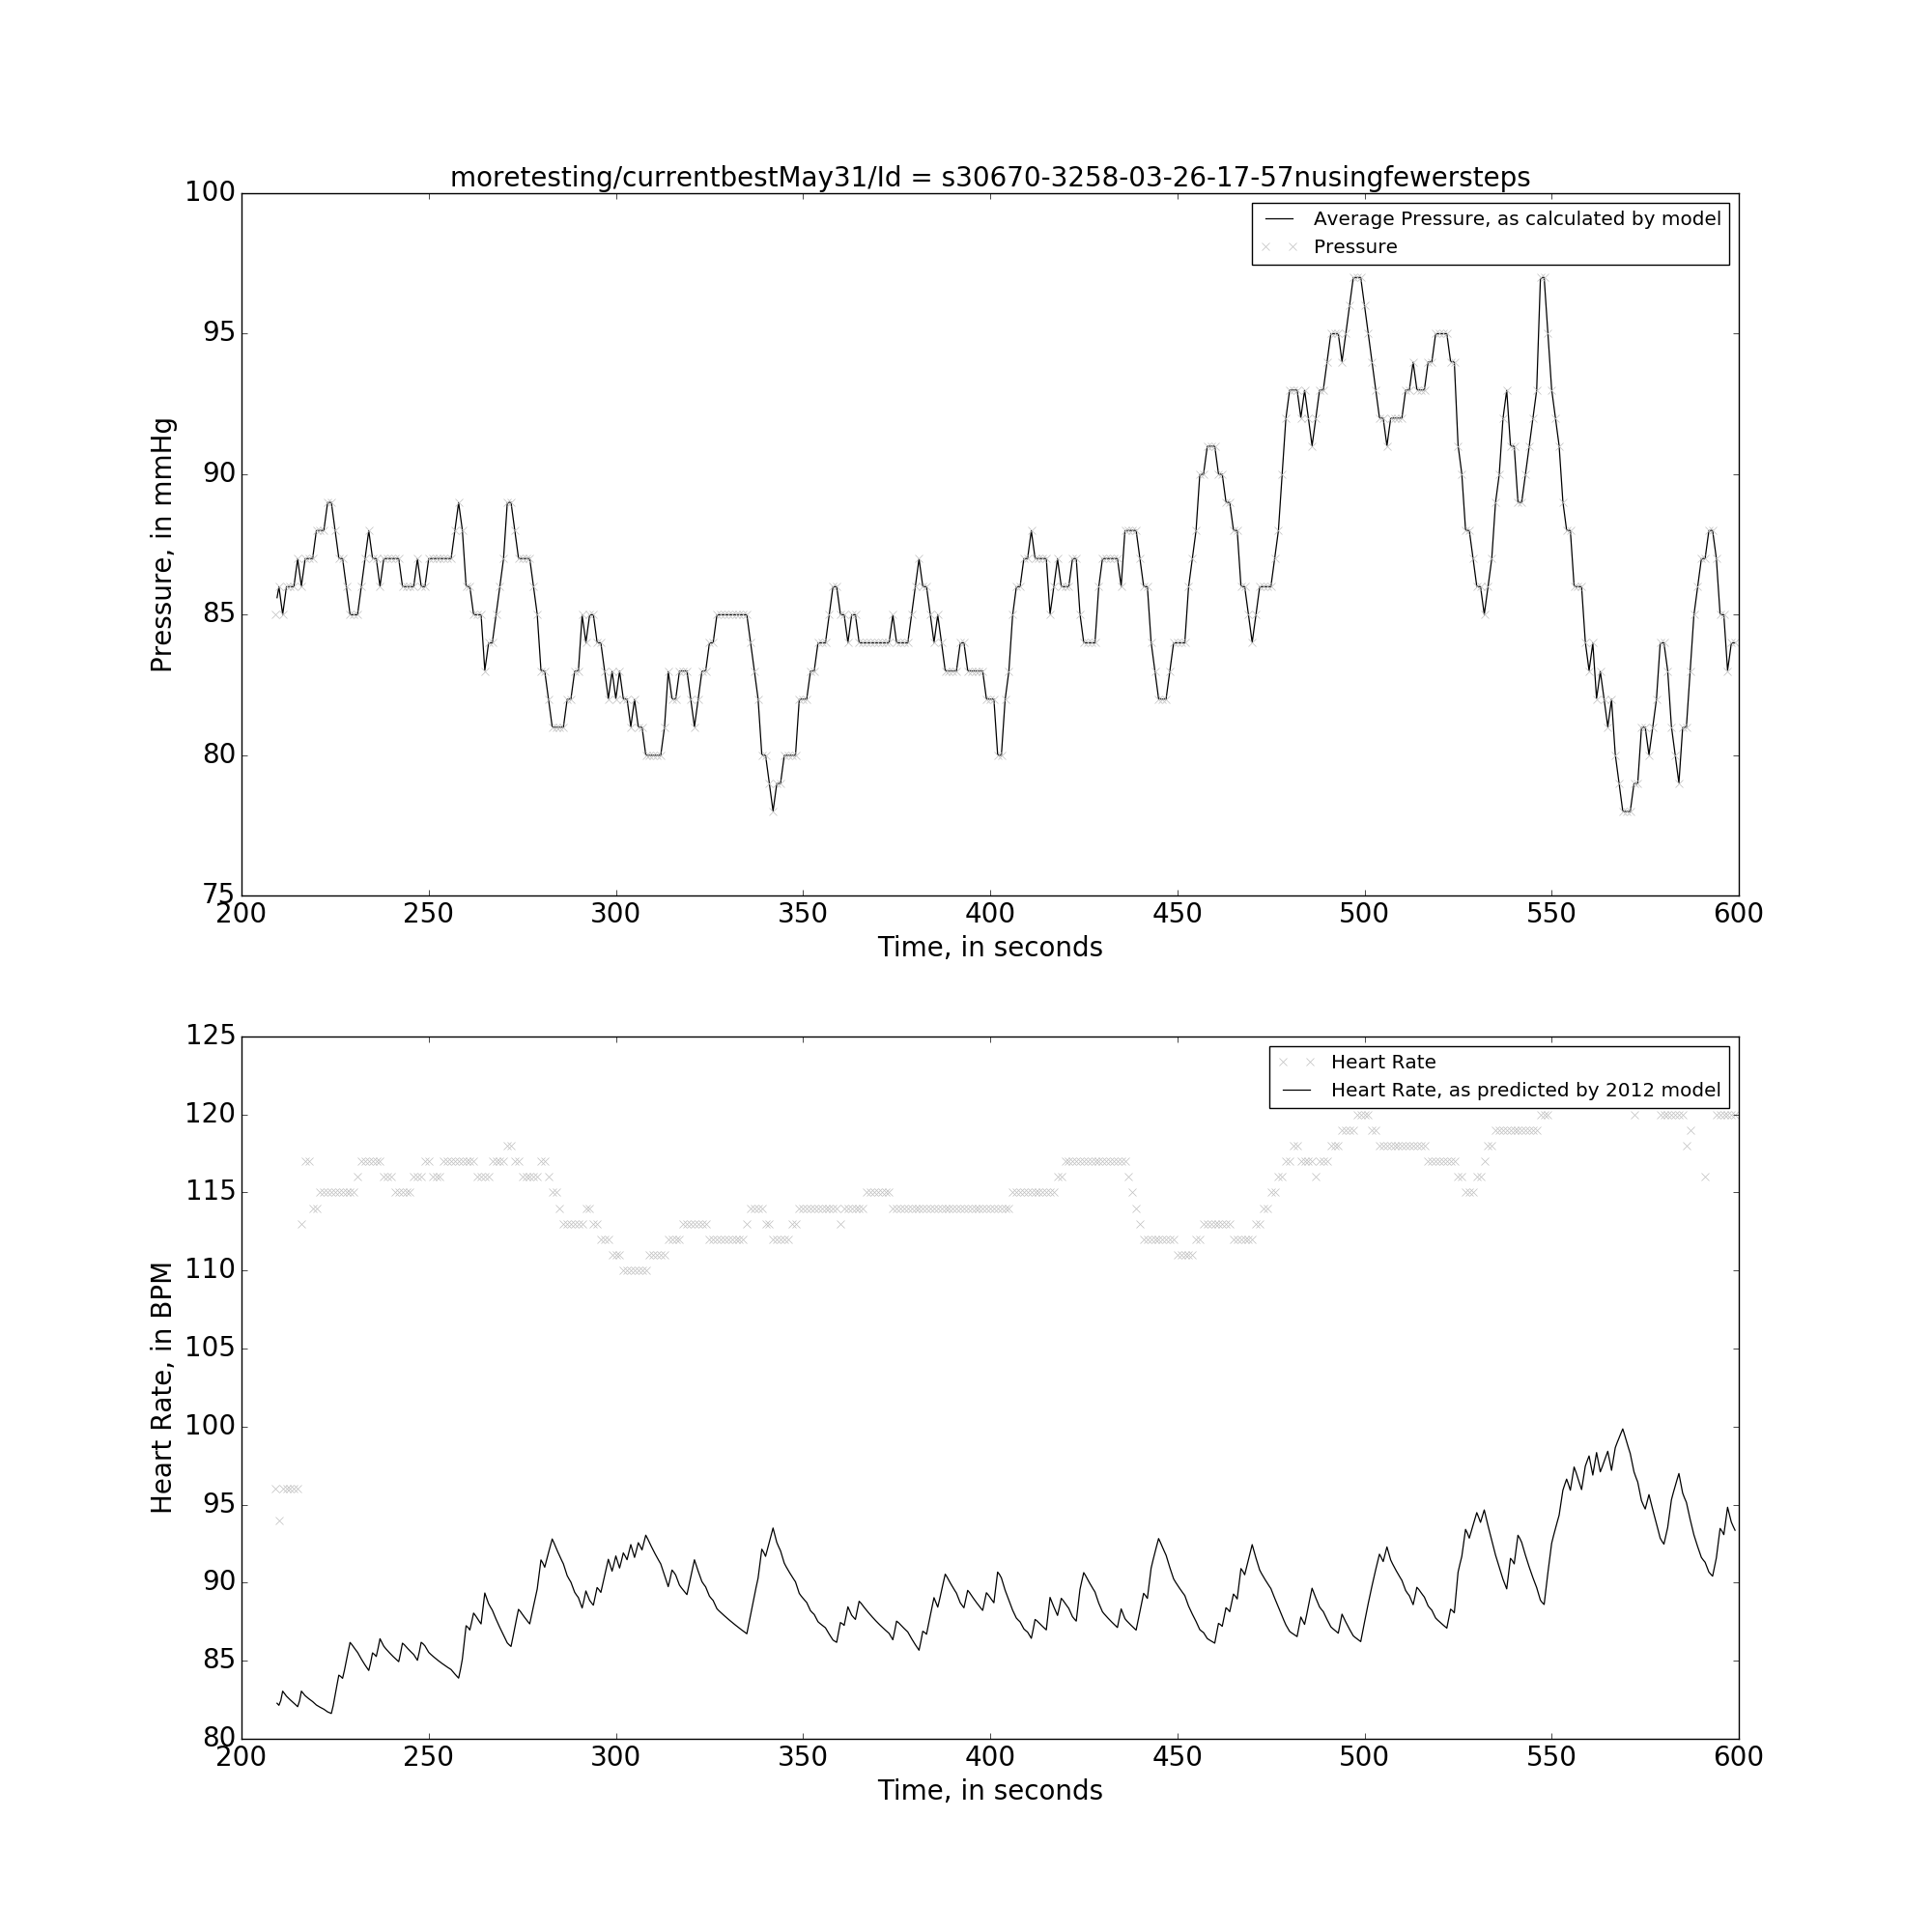 moretesting/currentbestMay31/Id = s30670-3258-03-26-17-57nusingfewersteps
100
95
90
85
80
75
Pressure, in mmHg
Average Pressure, as calculated by model
Pressure
200 250 300 350 400 450 500 550 600
Time, in seconds
125
120
115
110
105
100
95
90
85
80
Heart Rate, in BPM
Heart Rate
Heart Rate, as predicted by 2012 model
200 250 300 350 400 450 500 550 600
Time, in seconds